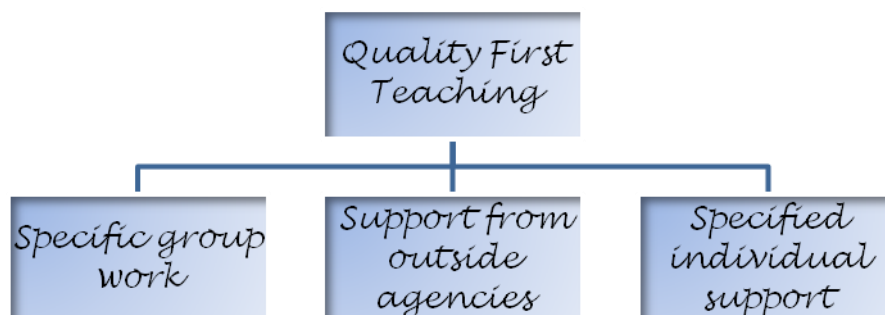 Quality First
Teaching
Specific group
work
Support from
outside
agencies
Specified
individual
support